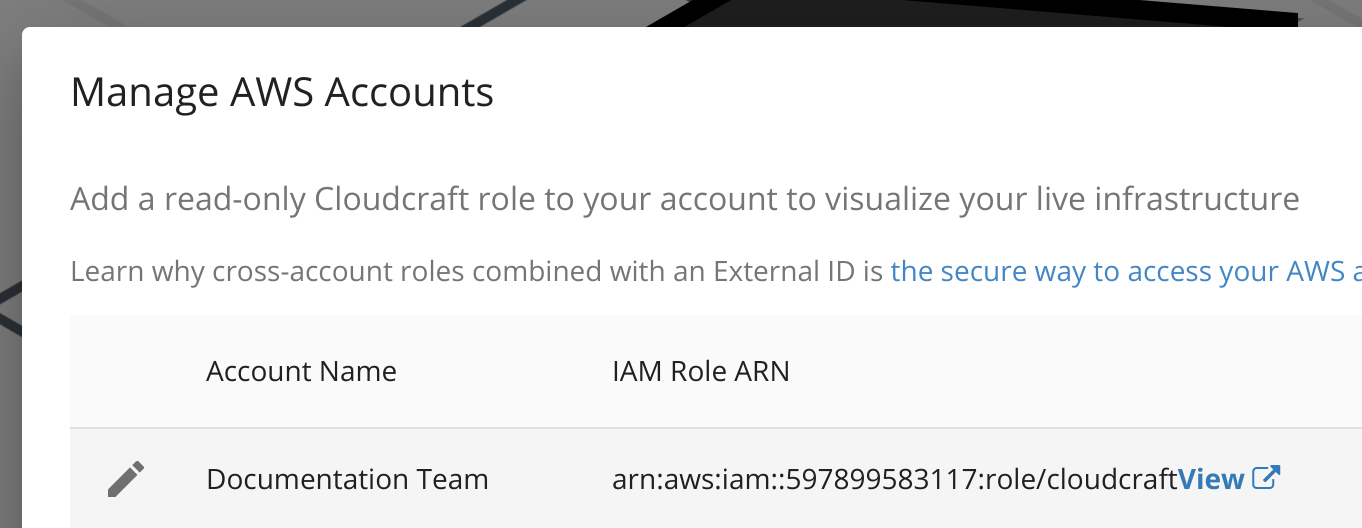 Manage AWS Accounts
Add a read-only Cloudcraft role to your account to visualize your live infrastructure
Learn why cross-account roles combined with an External ID is the secure way to access your AWS
Account Name IAM Role ARN
Documentation Team arn:aws:iam::597899583117:role/cloudcraftView